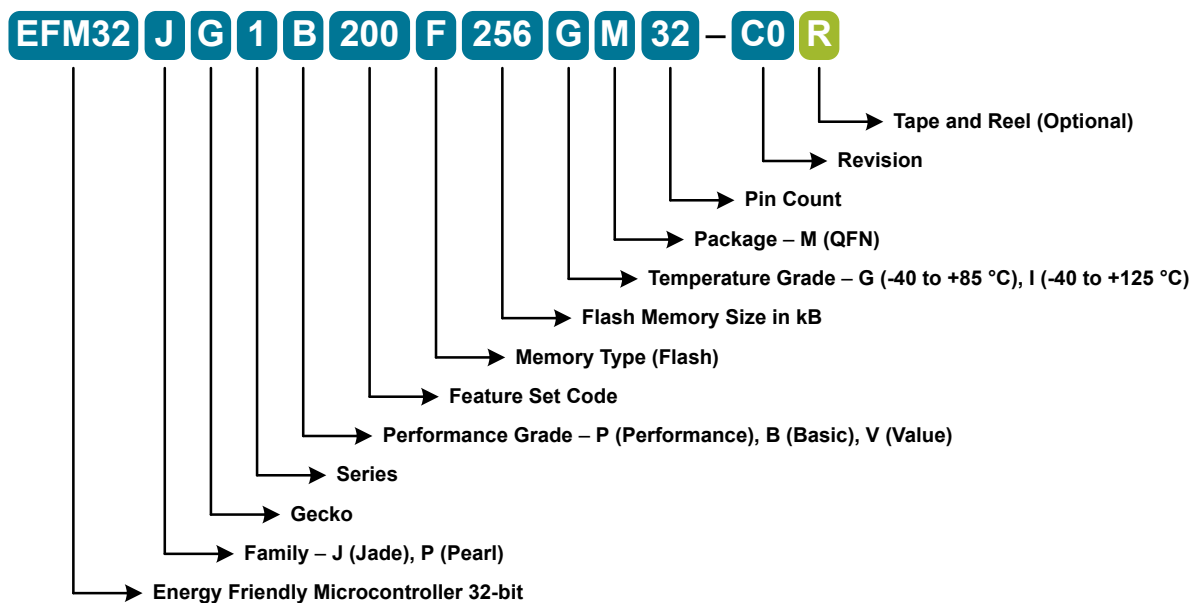 EFM32 J G 1 B 200 F 256 G M 32 – C0 R
Tape and Reel (Optional)
Revision
Pin Count
Package – M (QFN)
Temperature Grade – G (-40 to +85 °C), I (-40 to +125 °C)
Flash Memory Size in kB
Memory Type (Flash)
Feature Set Code
Performance Grade – P (Performance), B (Basic), V (Value)
Series
Gecko
Family – J (Jade), P (Pearl)
Energy Friendly Microcontroller 32-bit